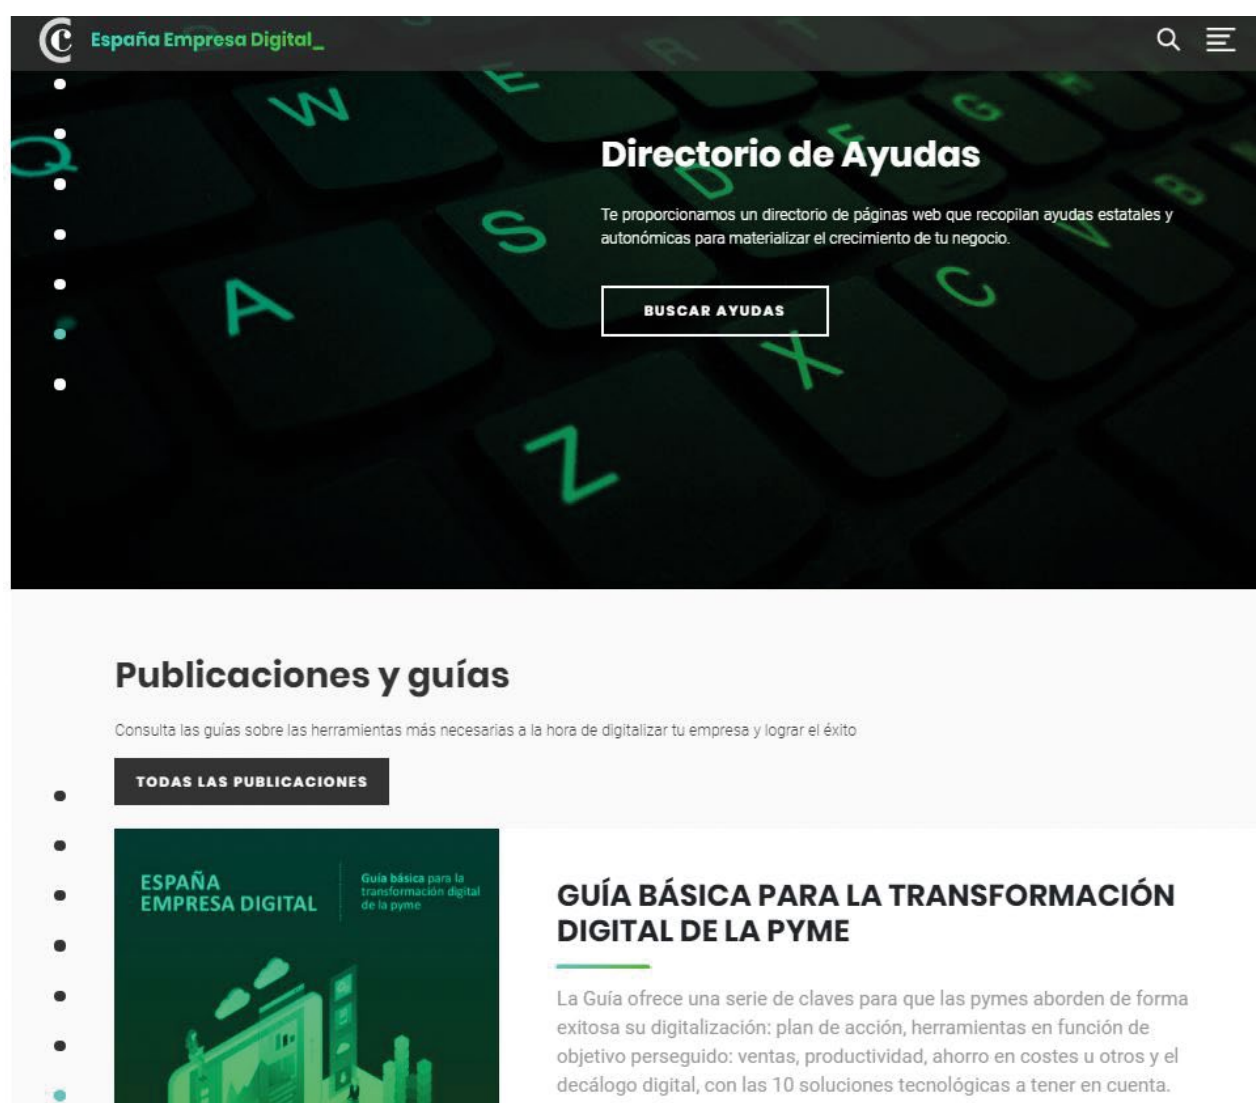 España Empresa Digital_
Q
W
E
R
D
F
G
A
S
Z
X
C
V
B
Directorio de Ayudas
Te proporcionamos un directorio de páginas web que recopilan ayudas estatales y
autonómicas para materializar el crecimiento de tu negocio.
BUSCAR AYUDAS
Publicaciones y guías
Consulta las guías sobre las herramientas más necesarias a la hora de digitalizar tu empresa y lograr el éxito
TODAS LAS PUBLICACIONES
ESPAÑA
EMPRESA DIGITAL
Guía básica para la
transformación digital
de la pyme
GUÍA BÁSICA PARA LA TRANSFORMACIÓN
DIGITAL DE LA PYME
La Guía ofrece una serie de claves para que las pymes aborden de forma
exitosa su digitalización: plan de acción, herramientas en función de
objetivo perseguido: ventas, productividad, ahorro en costes u otros y el
decálogo digital, con las 10 soluciones tecnológicas a tener en cuenta.